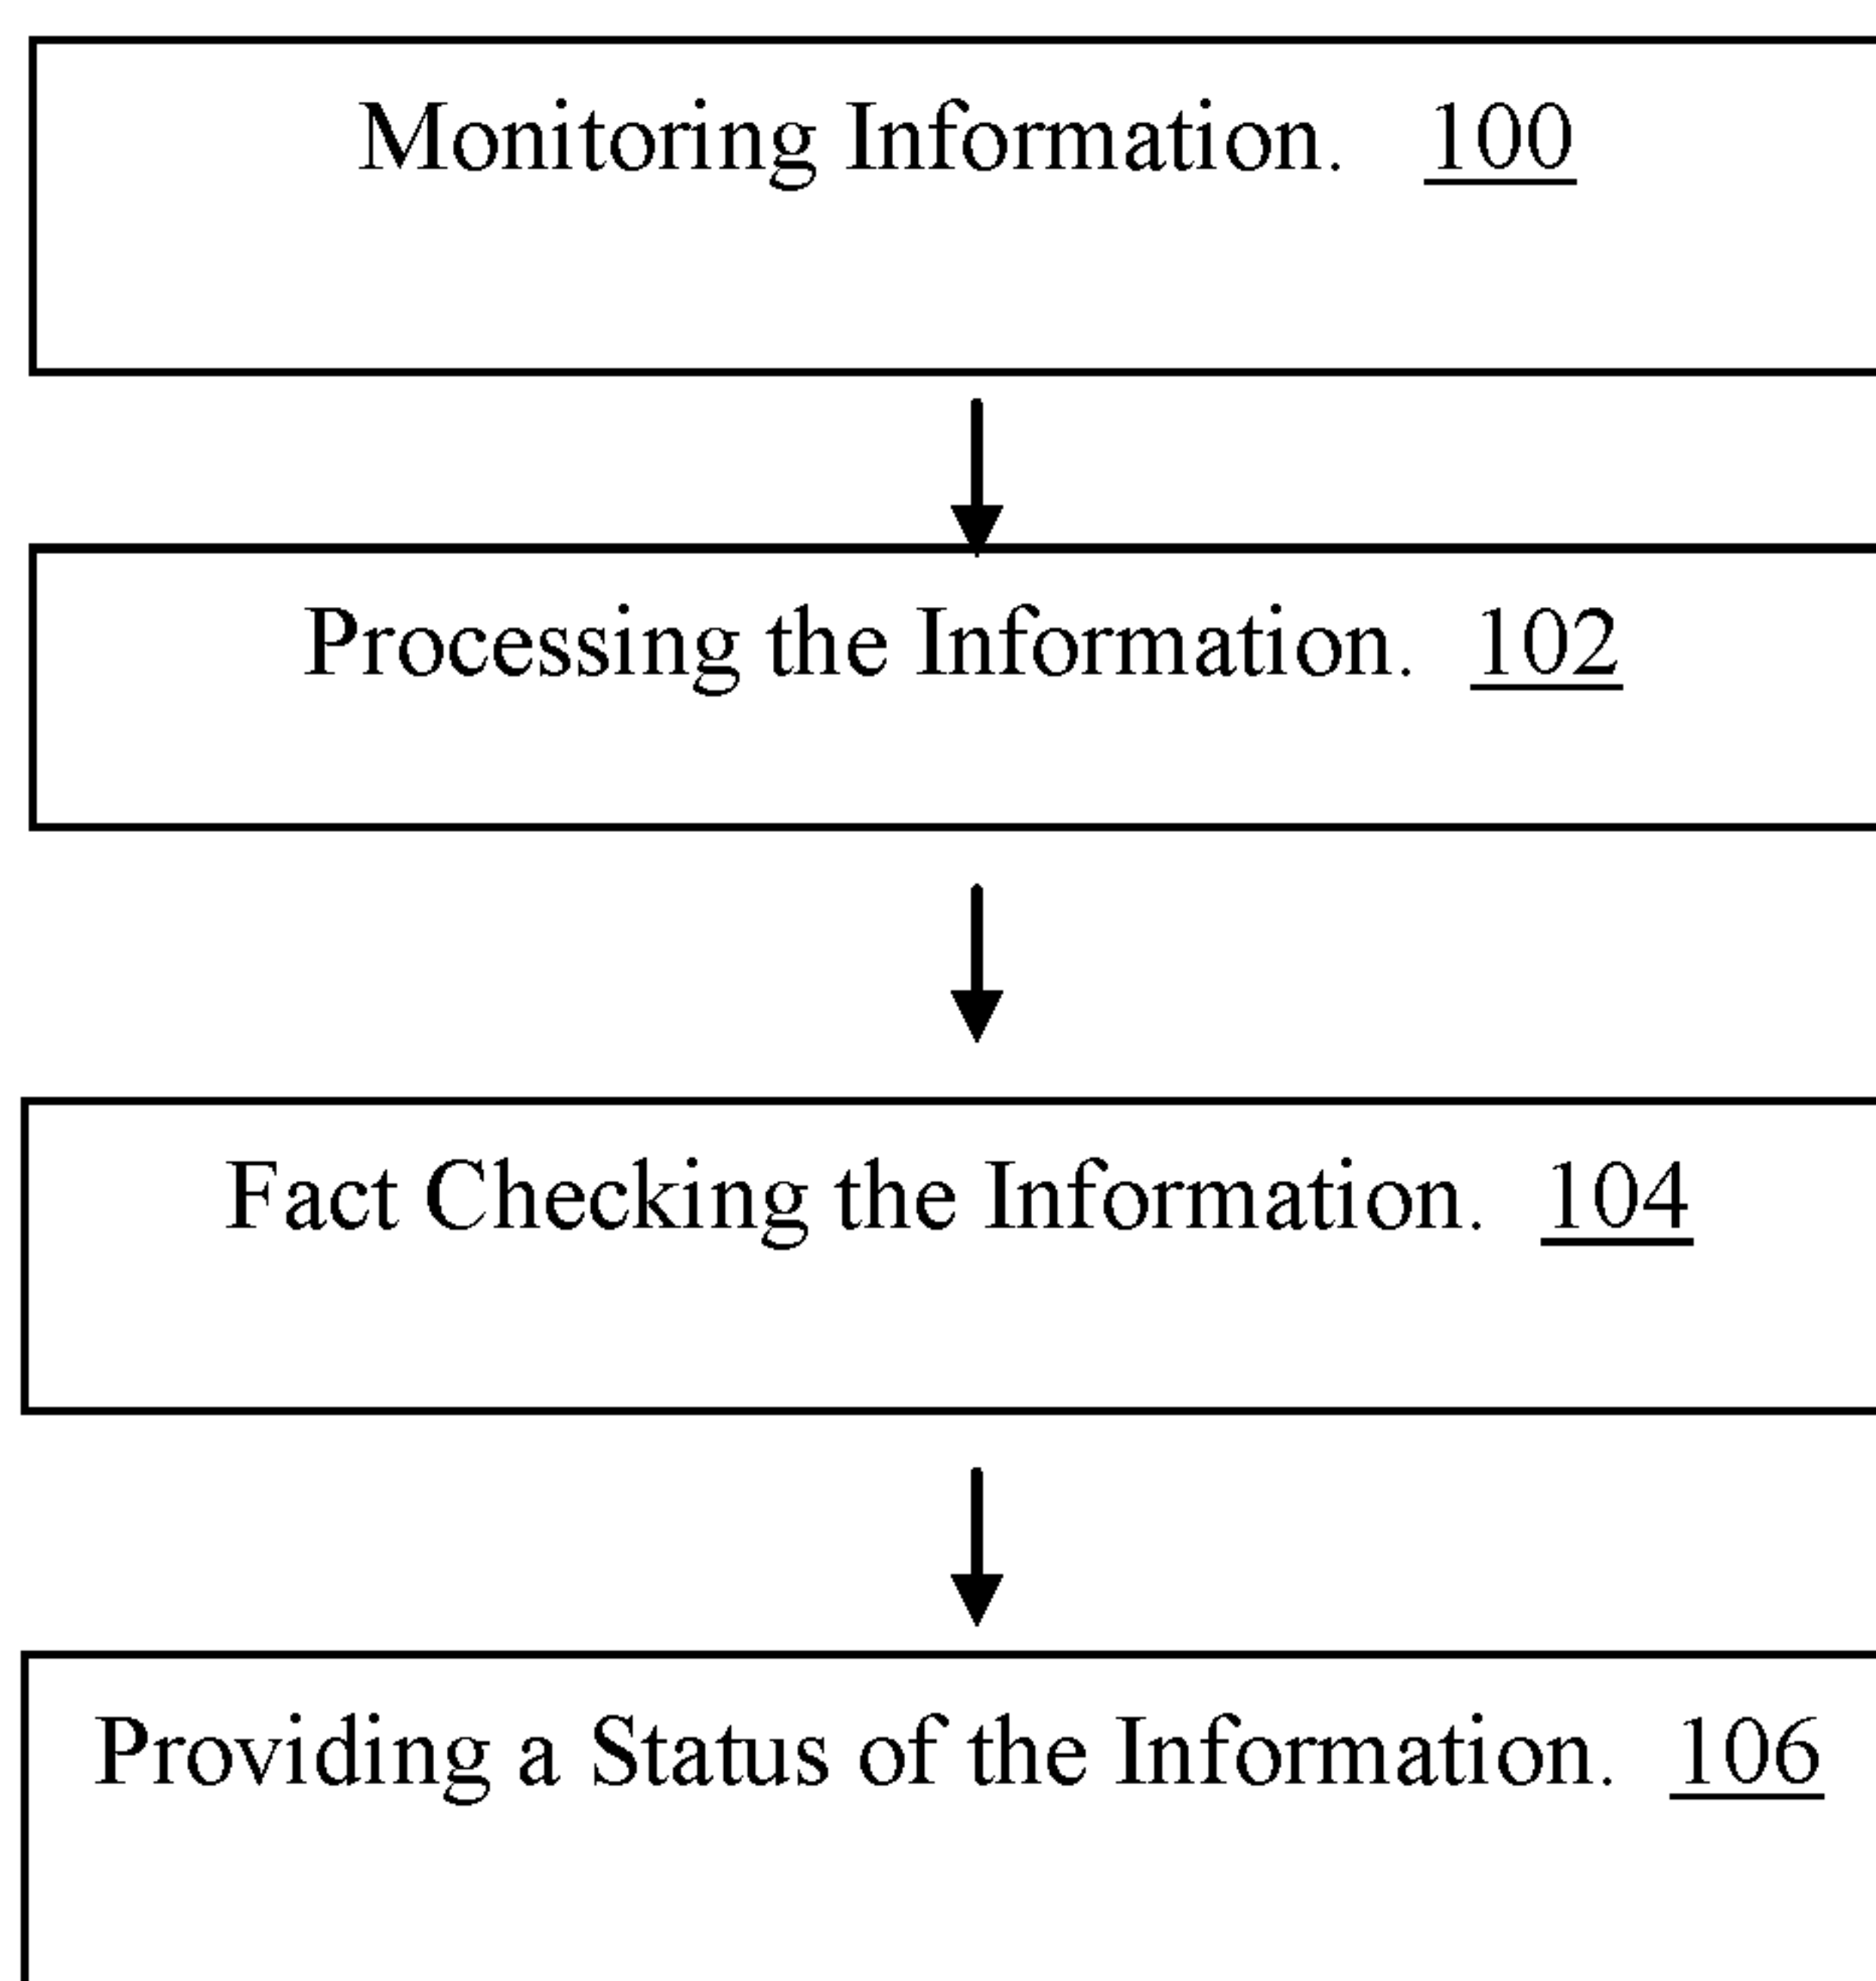 Monitoring Information. 100
Processing the Information. 102
Fact Checking the Information. 104
Providing a Status of the Information. 106